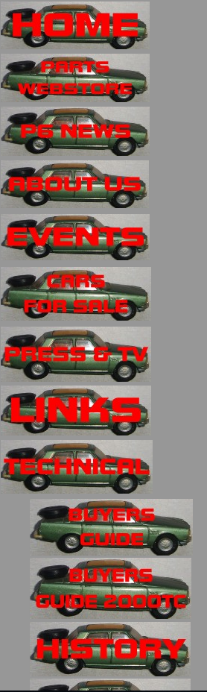 HOME
PARTS
WEBSTORE
P6 NEWS
ABOUT US
EVENTS
CARS
FOR SALE
PRESS & TV
LINKS
TECHNICAL
BUYERS
GUIDE
BUYERS
GUIDE 2000TC
HISTORY